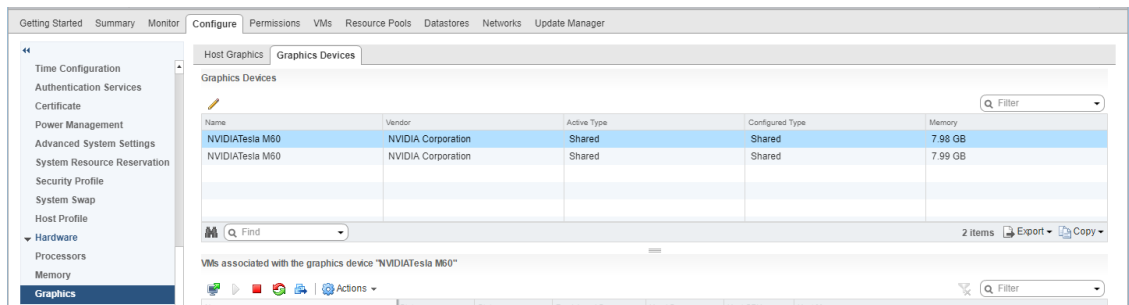 Getting Started Summary Monitor Configure Permissions VMs Resource Pools Datastores Networks Update Manager
Time Configuration
Authentication Services
Certificate
Power Management
Advanced System Settings
System Resource Reservation
Security Profile
System Swap
Host Profile
Hardware
Processors
Memory
Graphics
Host Graphics Graphics Devices
Graphics Devices
Filter
Name Vendor Active Type Configured Type Memory
NVIDIATesla M60 NVIDIA Corporation Shared Shared 7.98 GB
NVIDIATesla M60 NVIDIA Corporation Shared Shared 7.99 GB
Find 2 items Export Copy
VMs associated with the graphics device "NVIDIATesla M60"
Actions Filter